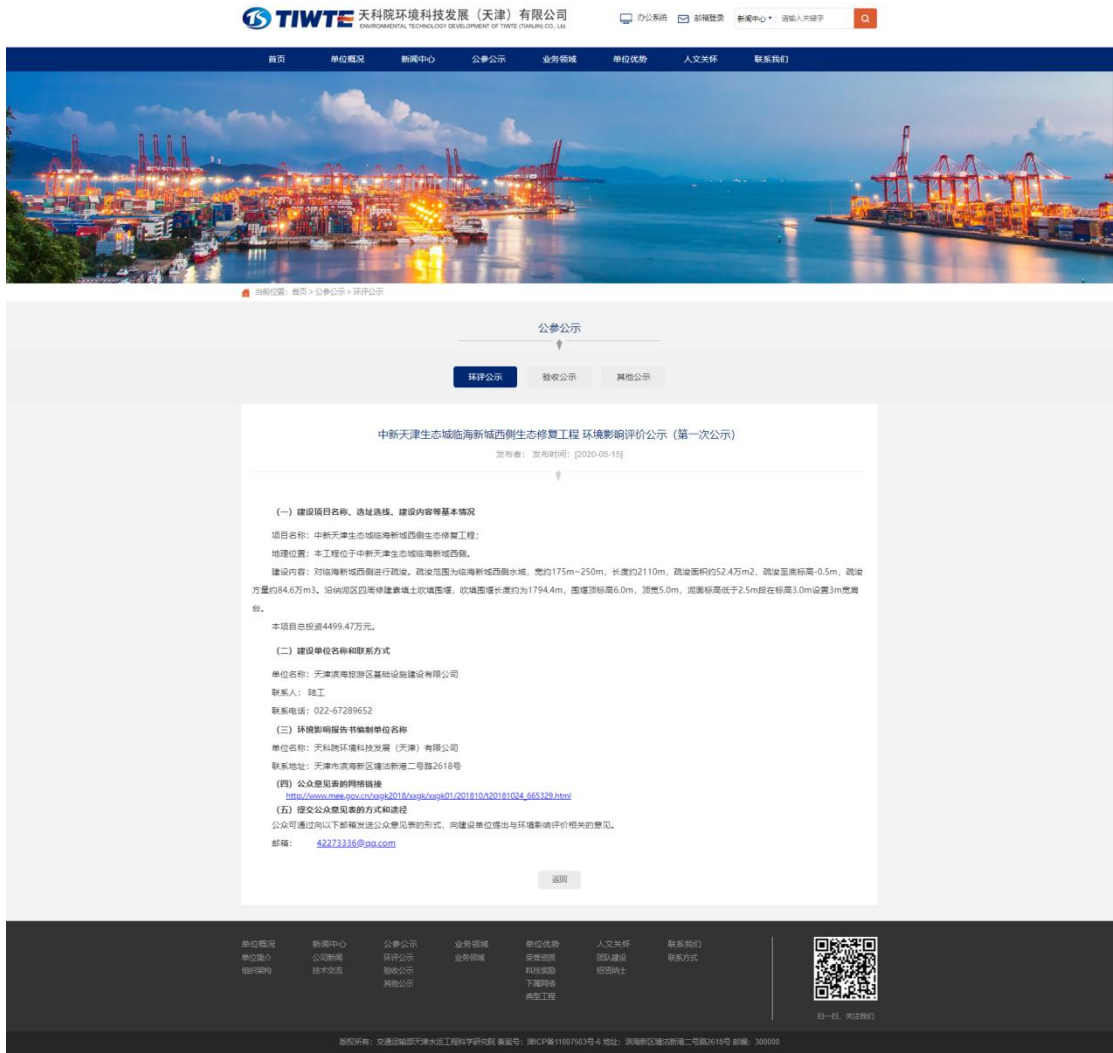 TIWTE 天科院环境科技发展（天津）有限公司
ENVIRONMENTAL TECHNOLOGY DEVELOPMENT OF TIWTE (TIANJIN) CO., Ltd.
办公系统 邮箱登录 新闻中心 请输入关键字
首页 单位概况 新闻中心 公参公示 业务领域 单位优势 人文关怀 联系我们
当前位置：首页 > 公参公示 > 环评公示
公参公示
环评公示 验收公示 其他公示
中新天津生态城临海新城西侧生态修复工程 环境影响评价公示（第一次公示）
发布者： 发布时间：[2020-05-15]
（一）建设项目名称、选址选线、建设内容等基本情况
项目名称：中新天津生态城临海新城西侧生态修复工程；
地理位置：本工程位于中新天津生态城临海新城西侧。
建设内容：对临海新城西侧进行疏浚。疏浚范围为临海新城西侧水域，宽约175m~250m，长度约2110m，疏浚面积约52.4万m2，疏浚至底标高-0.5m，疏浚
方量约84.6万m3。沿纳泥区四周修建素填土吹填围堰，吹填围堰长度约为1794.4m，围堰顶标高6.0m，顶宽5.0m，泥面标高低于2.5m段在标高3.0m设置3m宽肩
台。
本项目总投资4499.47万元。
（二）建设单位名称和联系方式
单位名称：天津滨海旅游区基础设施建设有限公司
联系人： 陆工
联系电话：022-67289652
（三）环境影响报告书编制单位名称
单位名称：天科院环境科技发展（天津）有限公司
联系地址：天津市滨海新区塘沽新港二号路2618号
（四）公众意见表的网络链接
http://www.mee.gov.cn/xxgk2018/xxgk/xxgk01/201810/t20181024_665329.html
（五）提交公众意见表的方式和途径
公众可通过向以下邮箱发送公众意见表的形式，向建设单位提出与环境影响评价相关的意见。
邮箱： 42273336@qq.com
返回
单位概况 新闻中心 公参公示 业务领域 单位优势 人文关怀 联系我们
单位简介 公司新闻 环评公示 业务领域 荣誉资质 团队建设 联系方式
组织架构 技术交流 验收公示 科技奖励 招贤纳士
其他公示 下属网络
典型工程
扫一扫，关注我们
版权所有：交通运输部天津水运工程科学研究院 备案号：津ICP备11007503号-6 地址：滨海新区塘沽新港二号路2618号 邮编：300000